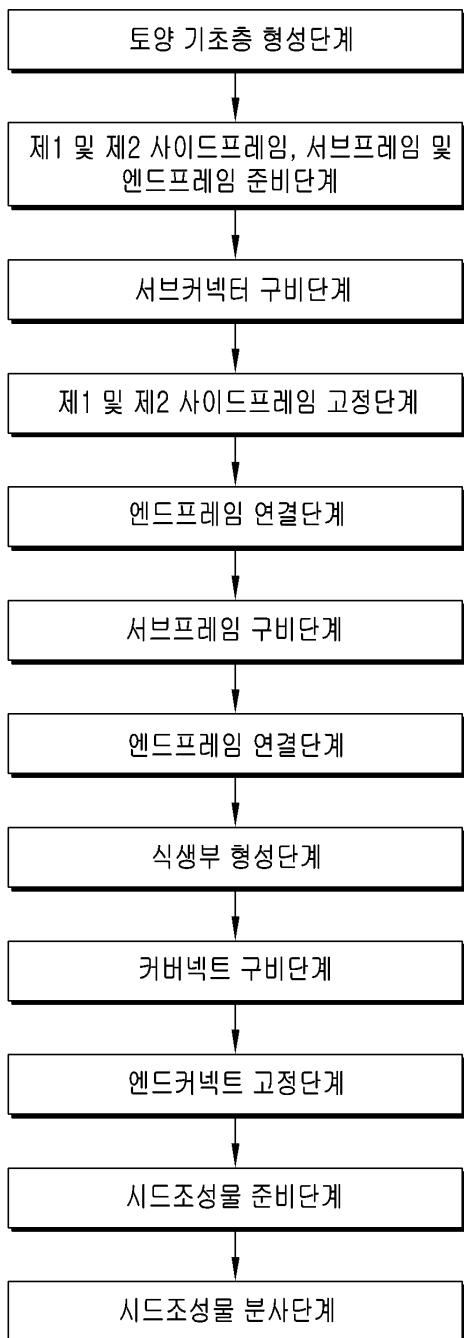 토양 기초층 형성단계
제1 및 제2 사이드프레임, 서브프레임 및
엔드프레임 준비단계
서브커넥터 구비단계
제1 및 제2 사이드프레임 고정단계
엔드프레임 연결단계
서브프레임 구비단계
엔드프레임 연결단계
식생부 형성단계
커버넥트 구비단계
엔드커넥트 고정단계
시드조성물 준비단계
시드조성물 분사단계